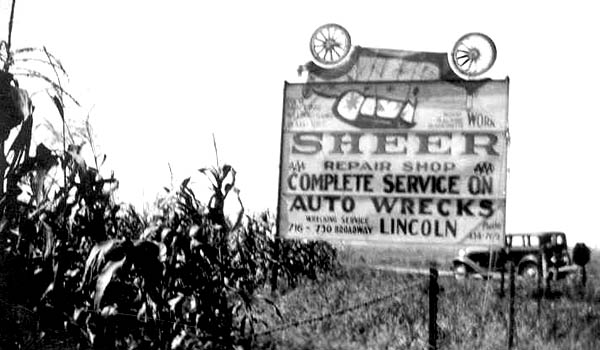 WORK
SHEER
REPAIR SHOP
COMPLETE SERVICE ON
AUTO WRECKS
WRECKING SERVICE
716 - 730 BROADWAY LINCOLN